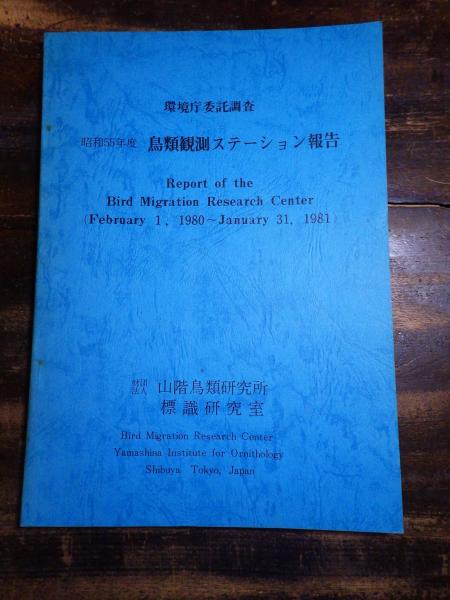 環境庁委託調査
昭和55年度 鳥類観測ステーション報告
Report of the
Bird Migration Research Center
(February 1, 1980~January 31, 1981)
財団法人 山階鳥類研究所
標識研究室
Bird Migration Research Center
Yamashina Institute for Ornithology
Shibuya Tokyo, Japan